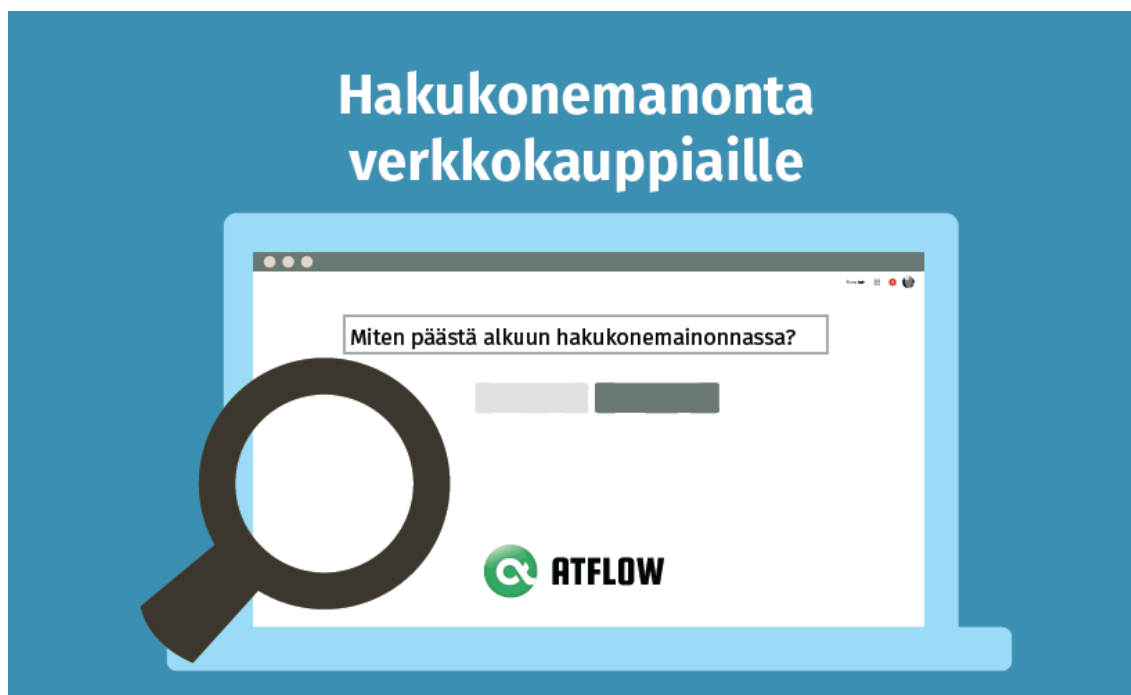 Hakukonemanonta
verkkokauppiaille
Miten päästä alkuun hakukonemainonnassa?
ATFLOW